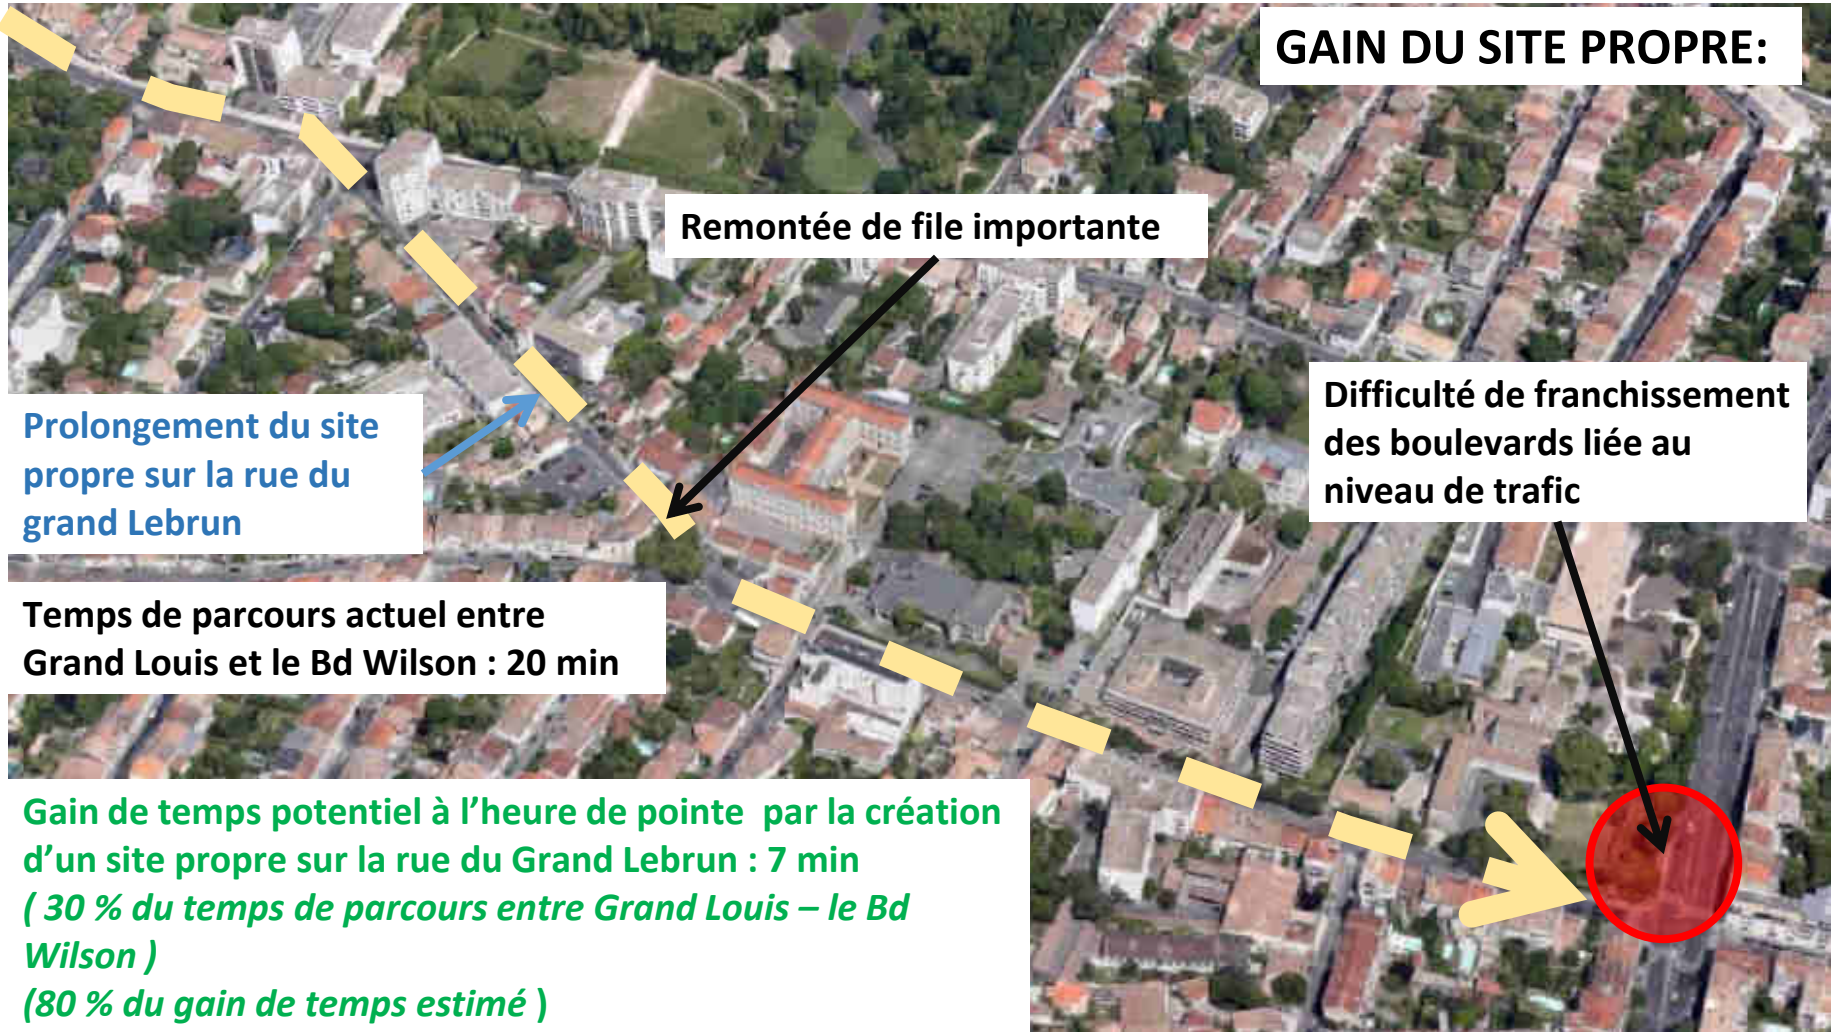 GAIN DU SITE PROPRE:
Remontée de file importante
Difficulté de franchissement
des boulevards liée au
niveau de trafic
Prolongement du site
propre sur la rue du
grand Lebrun
Temps de parcours actuel entre
Grand Louis et le Bd Wilson : 20 min
Gain de temps potentiel à l’heure de pointe  par la création
d’un site propre sur la rue du Grand Lebrun : 7 min
( 30 % du temps de parcours entre Grand Louis – le Bd
Wilson )
(80 % du gain de temps estimé )